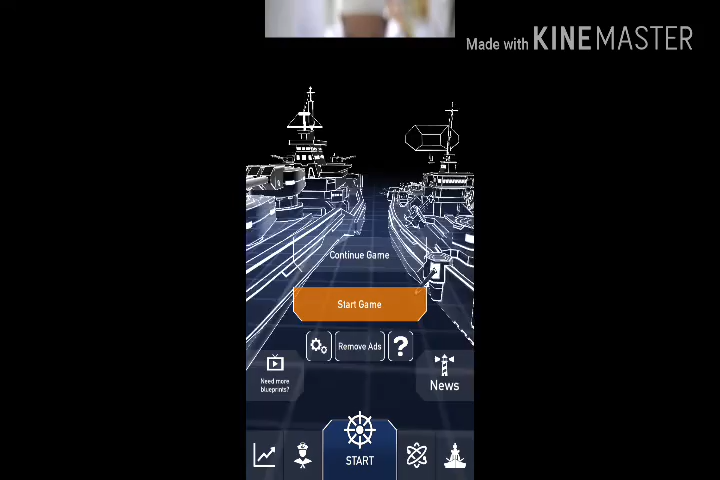 Made with KINEMASTER
Continue Game
Start Game
Remove Ads
?
Need more
blueprints?
News
START